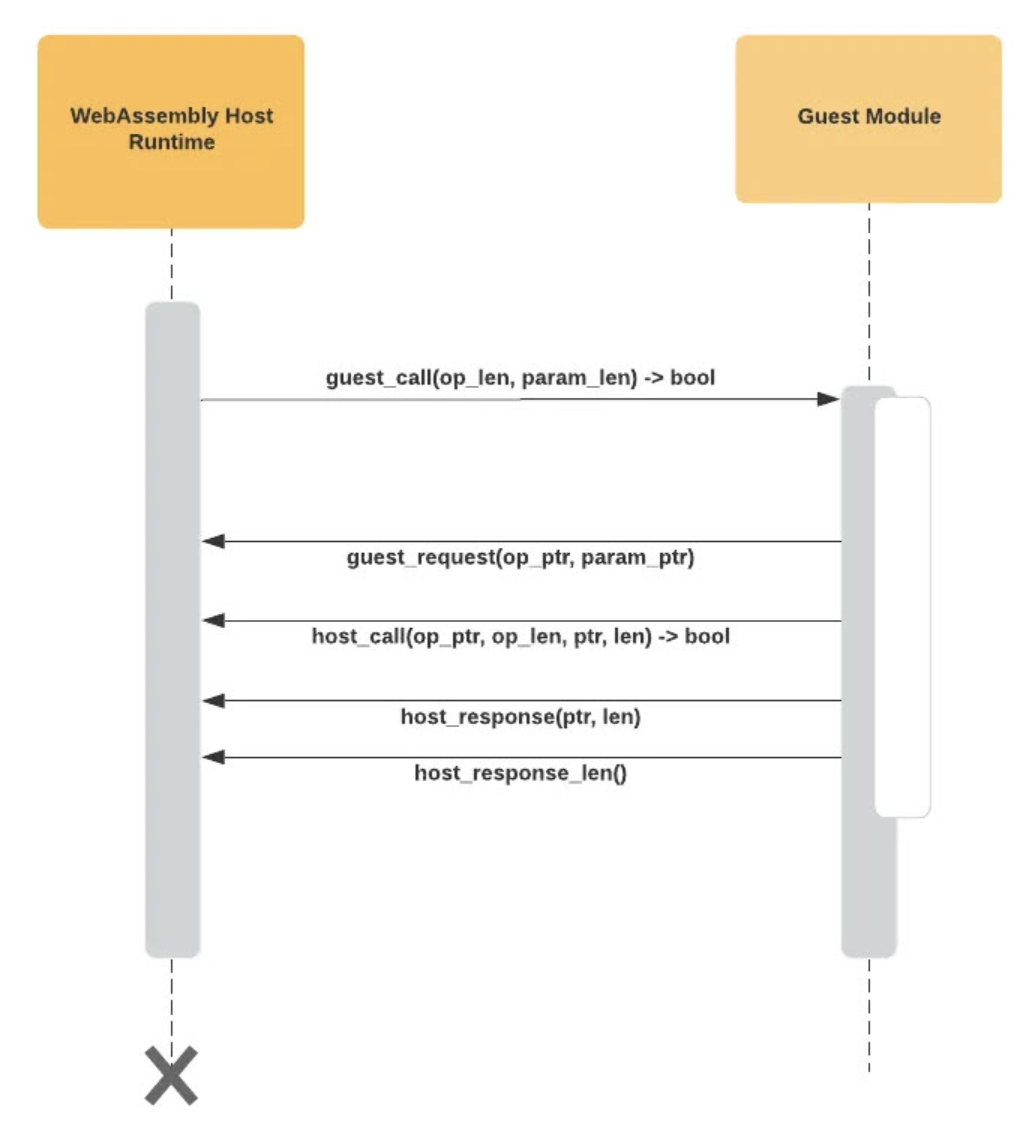 WebAssembly Host
Runtime
Guest Module
guest_call(op_len, param_len) -> bool
guest_request(op_ptr, param_ptr)
host_call(op_ptr, op_len, ptr, len) -> bool
host_response(ptr, len)
host_response_len()